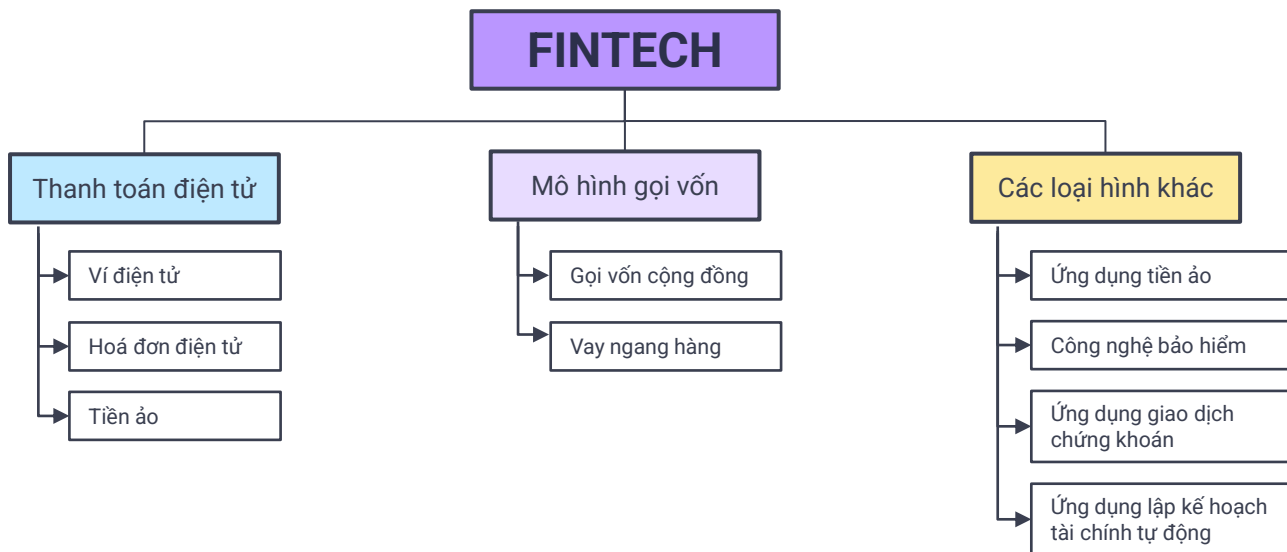 FINTECH
Thanh toán điện tử
Ví điện tử
Hoá đơn điện tử
Tiền ảo
Mô hình gọi vốn
Gọi vốn cộng đồng
Vay ngang hàng
Các loại hình khác
Ứng dụng tiền ảo
Công nghệ bảo hiểm
Ứng dụng giao dịch
chứng khoán
Ứng dụng lập kế hoạch
tài chính tự động